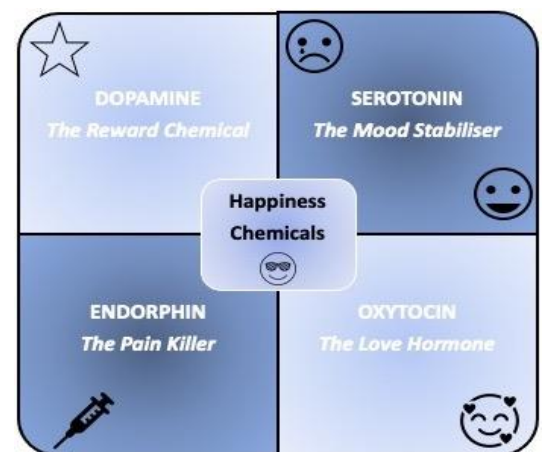 DOPAMINE
The Reward Chemical
SEROTONIN
The Mood Stabiliser
Happiness
Chemicals
ENDORPHIN
The Pain Killer
OXYTOCIN
The Love Hormone